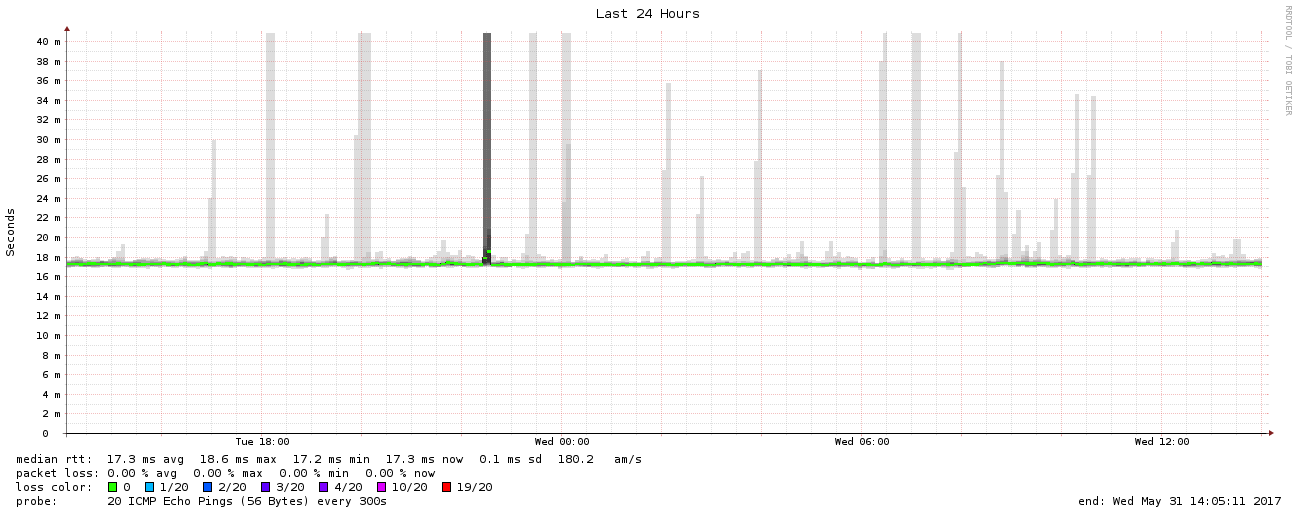 Last 24 Hours
RRDTOOL / TOBI OETIKER
Seconds
40 m
38 m
36 m
34 m
32 m
30 m
28 m
26 m
24 m
22 m
20 m
18 m
16 m
14 m
12 m
10 m
8 m
6 m
4 m
2 m
0
Tue 18:00 Wed 00:00 Wed 06:00 Wed 12:00
median rtt: 17.3 ms avg 18.6 ms max 17.2 ms min 17.3 ms now 0.1 ms sd 180.2 am/s
packet loss: 0.00 % avg 0.00 % max 0.00 % min 0.00 % now
loss color: 0 1/20 2/20 3/20 4/20 10/20 19/20
probe: 20 ICMP Echo Pings (56 Bytes) every 300s end: Wed May 31 14:05:11 2017